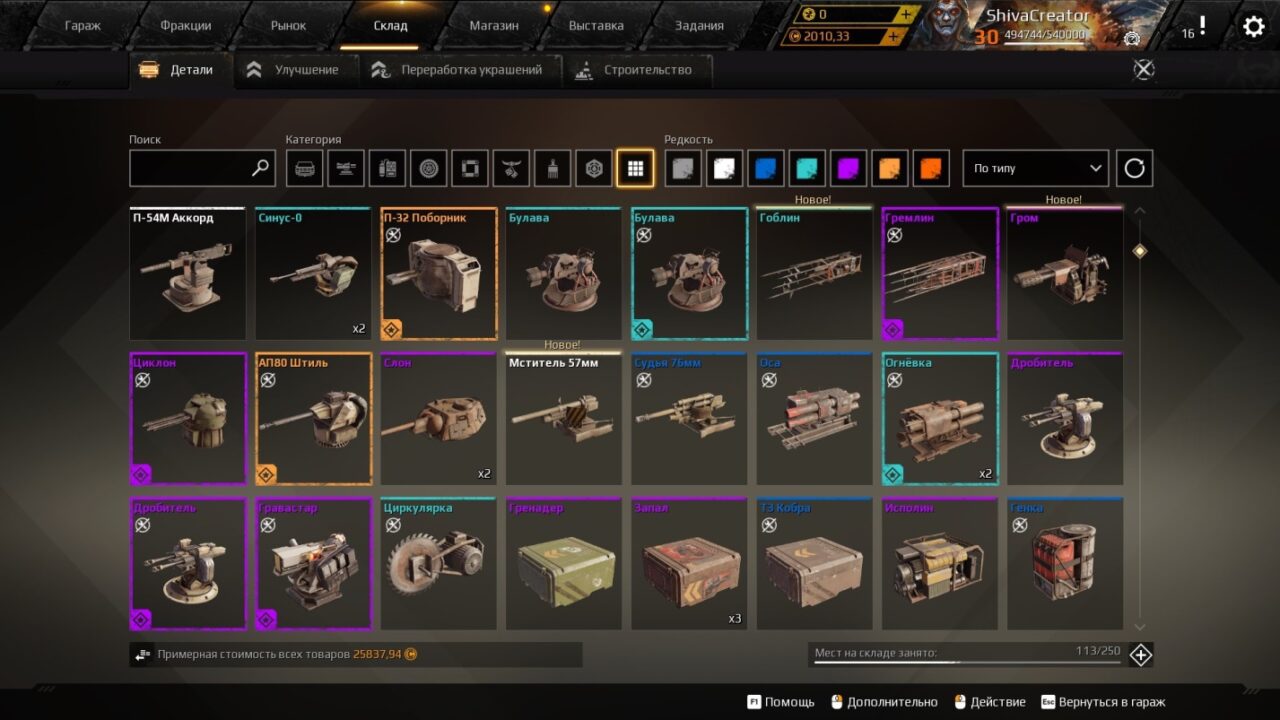 Гараж Фракции Рынок Склад Магазин Выставка Задания
0
2010,33
ShivaCreator
30 494744/540000
16 !
Детали Улучшение Переработка украшений Строительство
Поиск Категория Редкость
По типу
Новое! Новое!
П-54М Аккорд Синус-0 П-32 Поборник Булава Булава Гоблин Гремлин Гром
x2
Новое!
Циклон АП80 Штиль Слон Мститель 57мм Судья 76мм Оса Огнёвка Дробитель
x2 x2
Дробитель Гравастар Циркулярка Гренадер Запал ТЗ Кобра Исполин Генка
x3
Примерная стоимость всех товаров 25837,94
Мест на складе занято: 113/250
F1 Помощь Дополнительно Действие Esc Вернуться в гараж